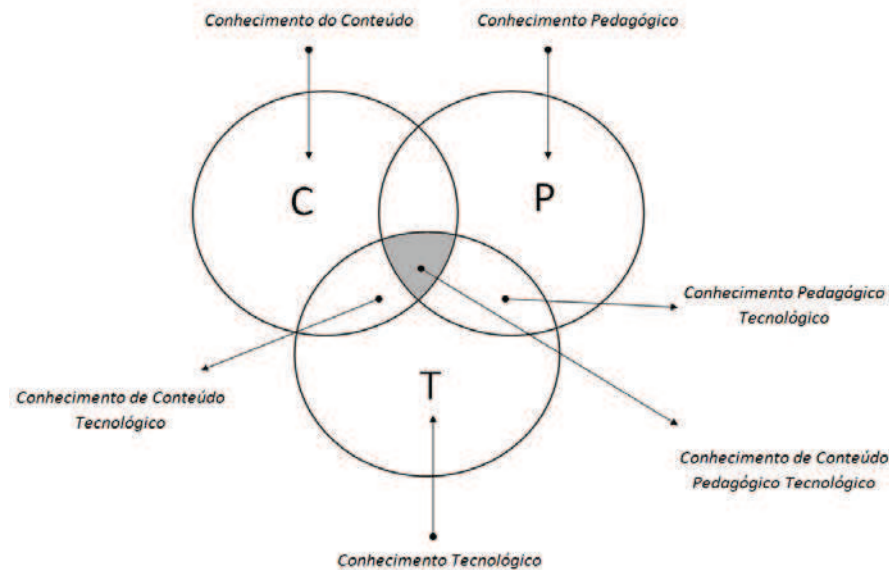 Conhecimento do Conteúdo
Conhecimento Pedagógico
C
P
Conhecimento Pedagógico
Tecnológico
Conhecimento de Conteúdo
Tecnológico
T
Conhecimento de Conteúdo
Pedagógico Tecnológico
Conhecimento Tecnológico